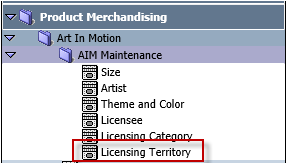 Product Merchandising
Art In Motion
AIM Maintenance
Size
Artist
Theme and Color
Licensee
Licensing Category
Licensing Territory